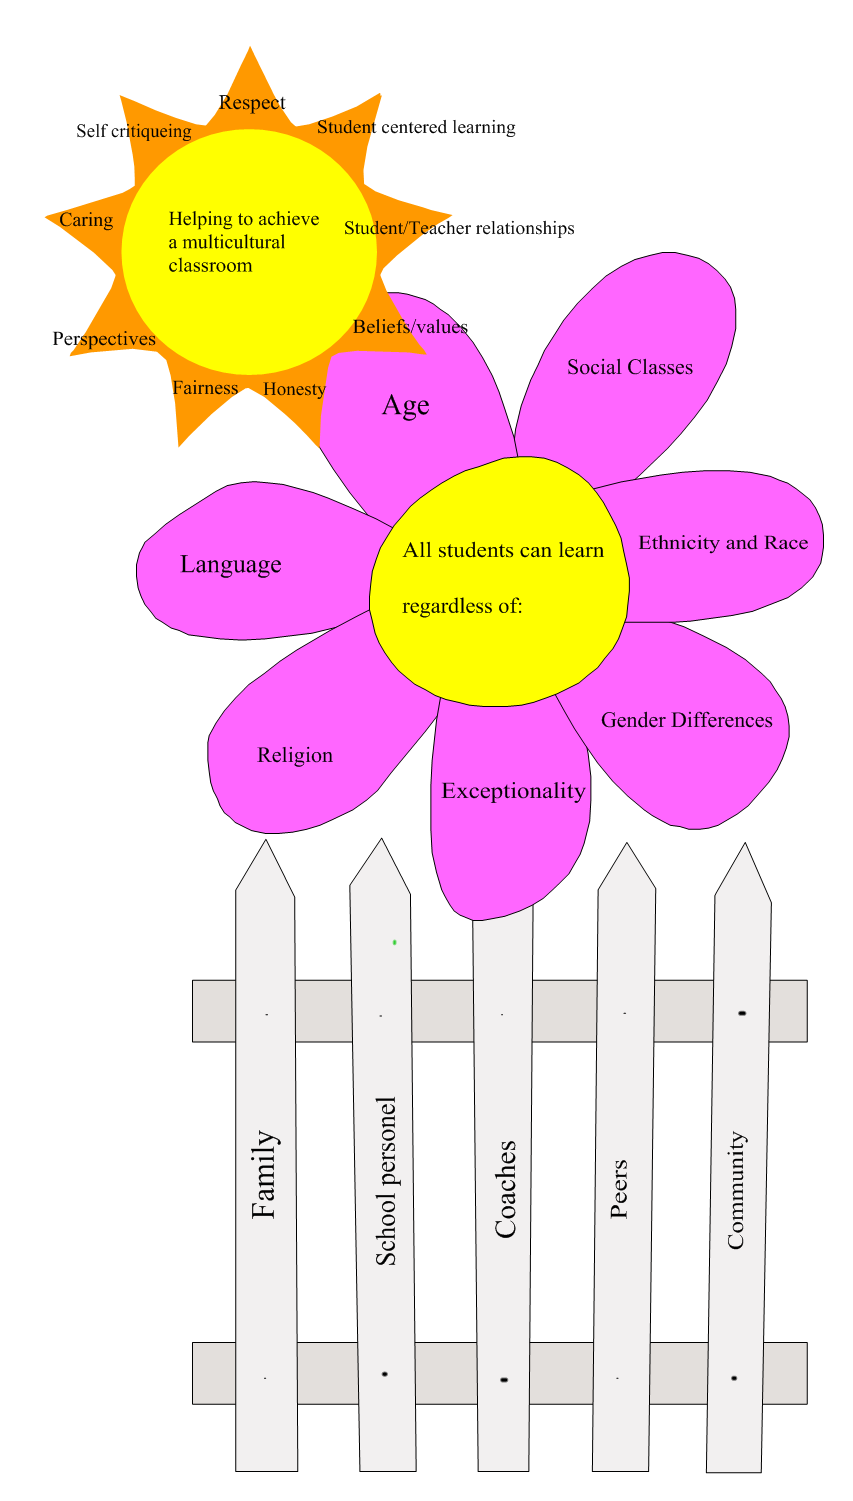 Respect
Self critiqueing
Student centered learning
Caring
Helping to achieve
a multicultural
classroom
Student/Teacher relationships
Perspectives
Beliefs/values
Fairness
Honesty
Age
Social Classes
Language
All students can learn
regardless of:
Ethnicity and Race
Religion
Gender Differences
Exceptionality
Family
School personel
Coaches
Peers
Community